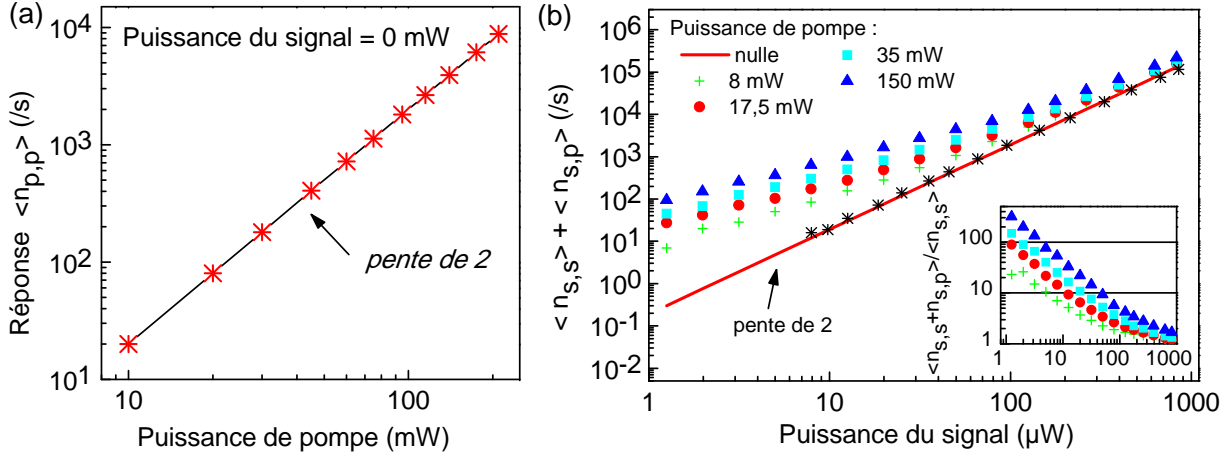 (a)
Puissance du signal = 0 mW
Réponse <n_p,p> (/s)
10^4
10^3
10^2
10^1
pente de 2
10
100
Puissance de pompe (mW)
(b)
Puissance de pompe :
nulle
35 mW
8 mW
150 mW
17,5 mW
<n_s,s> + <n_s,p> (/s)
10^6
10^5
10^4
10^3
10^2
10^1
10^0
10^-1
10^-2
pente de 2
1
10
100
1000
Puissance du signal (µW)
<n_s,s+n_s,p>/<n_s,s>
100
10
1
1
10
100
1000